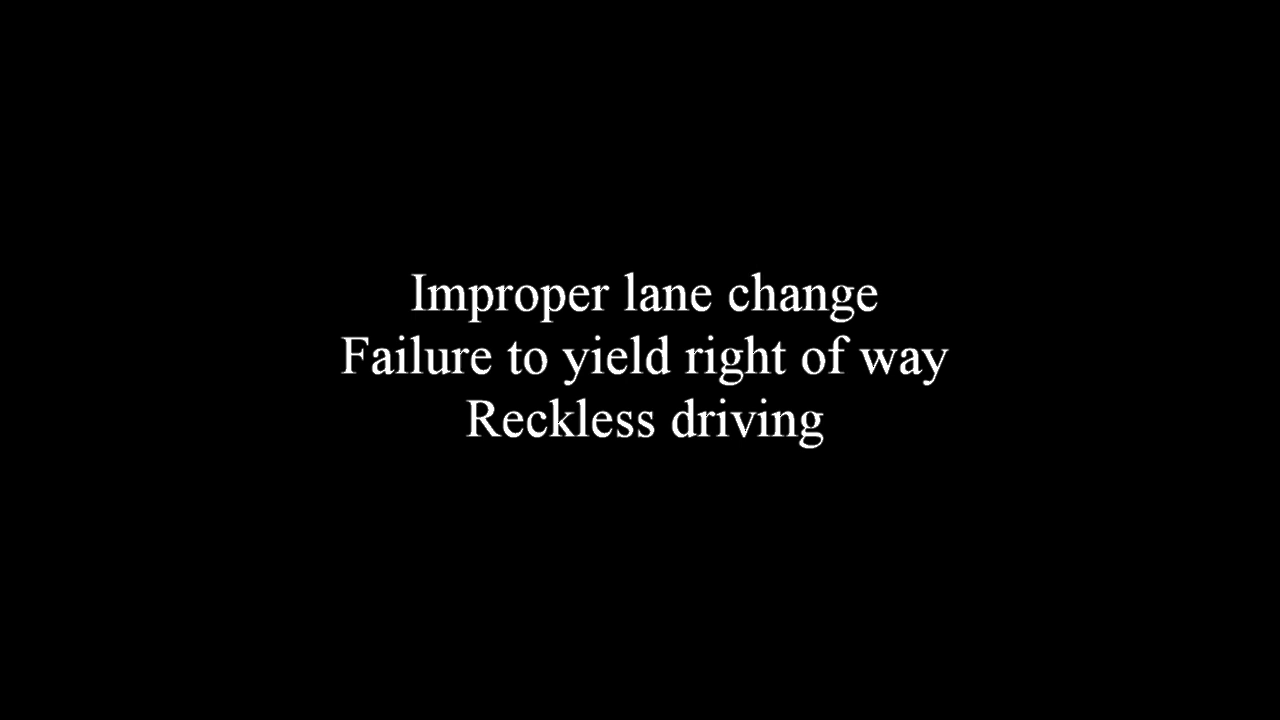 Improper lane change
Failure to yield right of way
Reckless driving